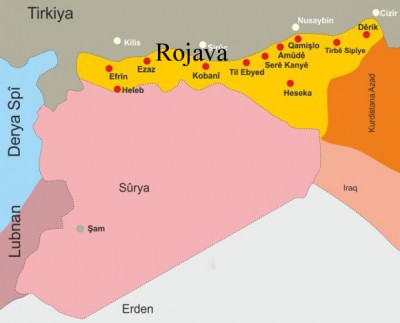 Tirkiya
Cizîr
Nusaybin
Kilis
Rojava
Dêrik
Qamişlo
Amûdê
Tirbê Sipîye
Serê Kanyê
Efrîn
Ezaz
Kobanî
Til Ebyed
Heleb
Heseka
Derya Spî
Kurdistana Azad
Sûrya
Iraq
Lubnan
Şam
Erden